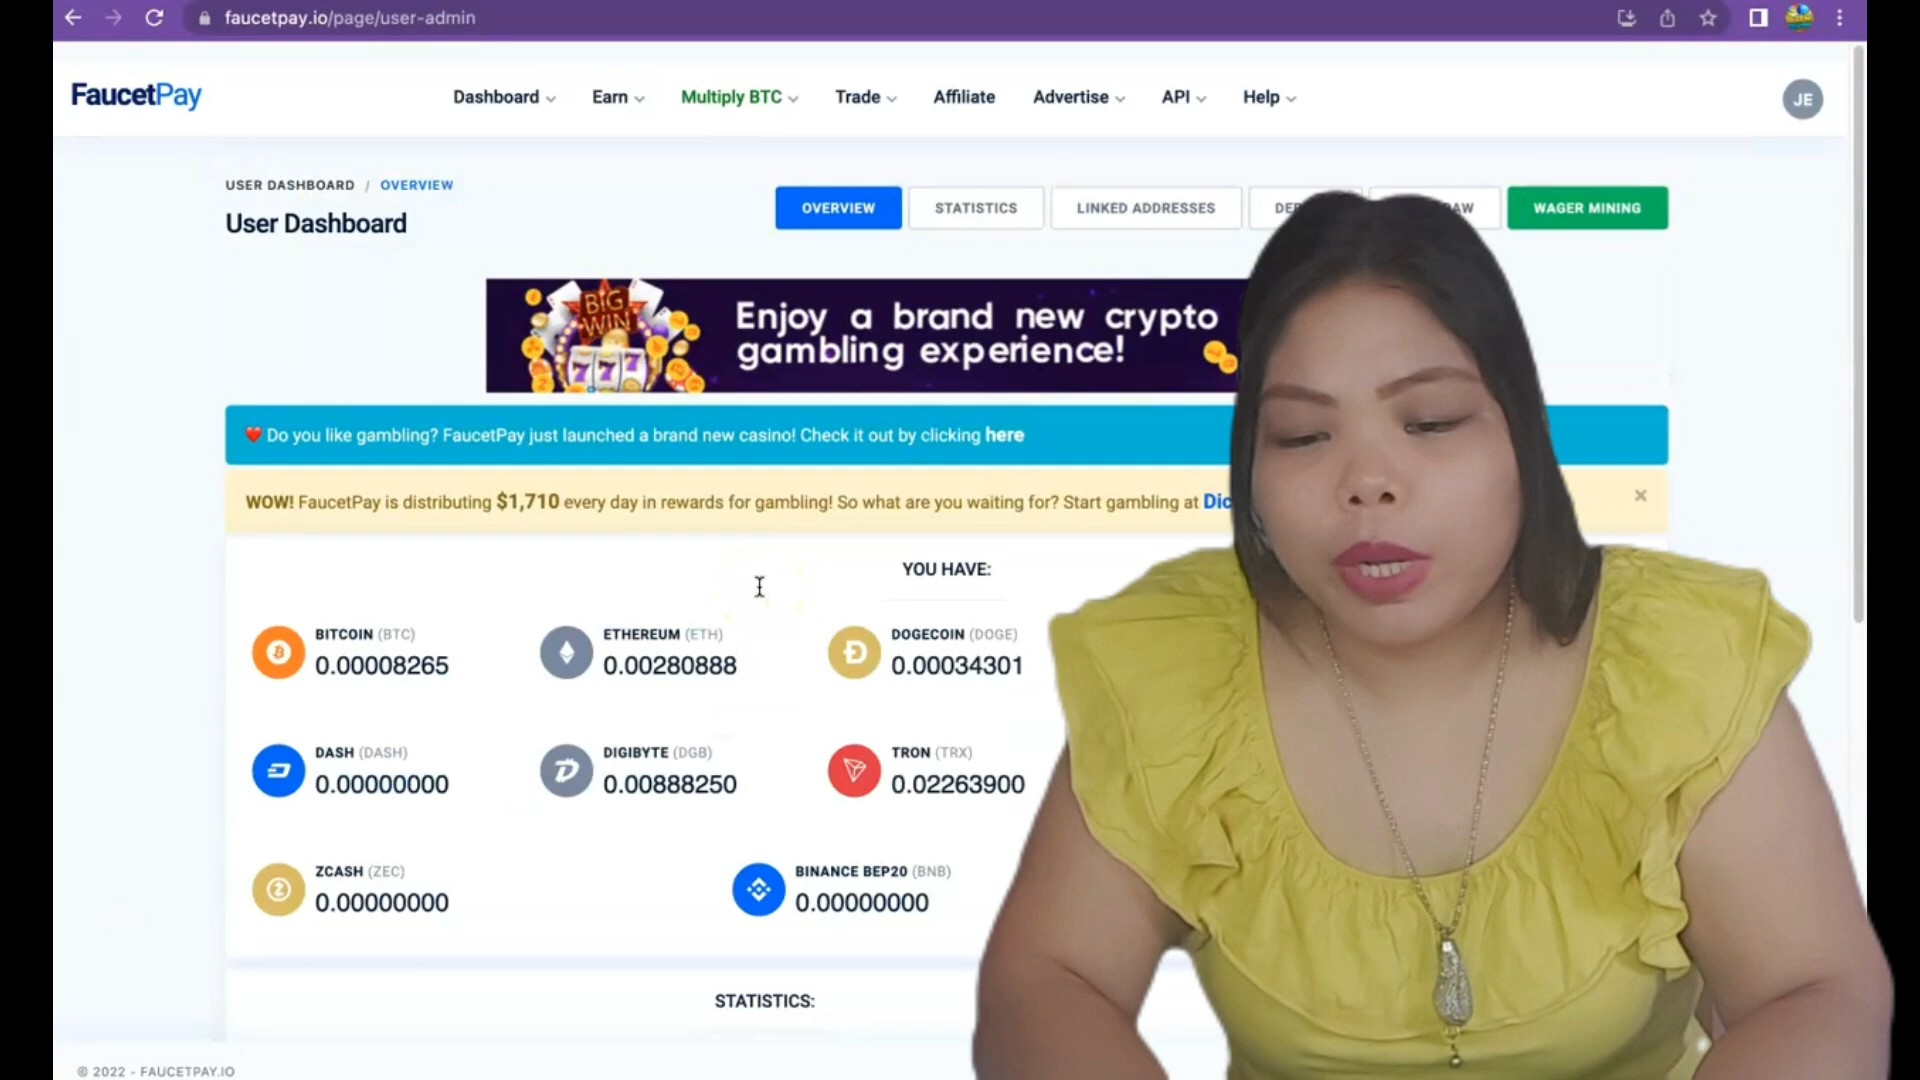 faucetpay.io/page/user-admin
FaucetPay
Dashboard
Earn
Multiply BTC
Trade
Affiliate
Advertise
API
Help
JE
USER DASHBOARD / OVERVIEW
User Dashboard
OVERVIEW
STATISTICS
LINKED ADDRESSES
WAGER MINING
BIG
WIN
777
Enjoy a brand new crypto
gambling experience!
Do you like gambling? FaucetPay just launched a brand new casino! Check it out by clicking here
WOW! FaucetPay is distributing $1,710 every day in rewards for gambling! So what are you waiting for? Start gambling at
YOU HAVE:
BITCOIN (BTC)
0.00008265
ETHEREUM (ETH)
0.00280888
DOGECOIN (DOGE)
0.00034301
DASH (DASH)
0.00000000
DIGIBYTE (DGB)
0.00888250
TRON (TRX)
0.02263900
ZCASH (ZEC)
0.00000000
BINANCE BEP20 (BNB)
0.00000000
STATISTICS:
© 2022 - FAUCETPAY.IO